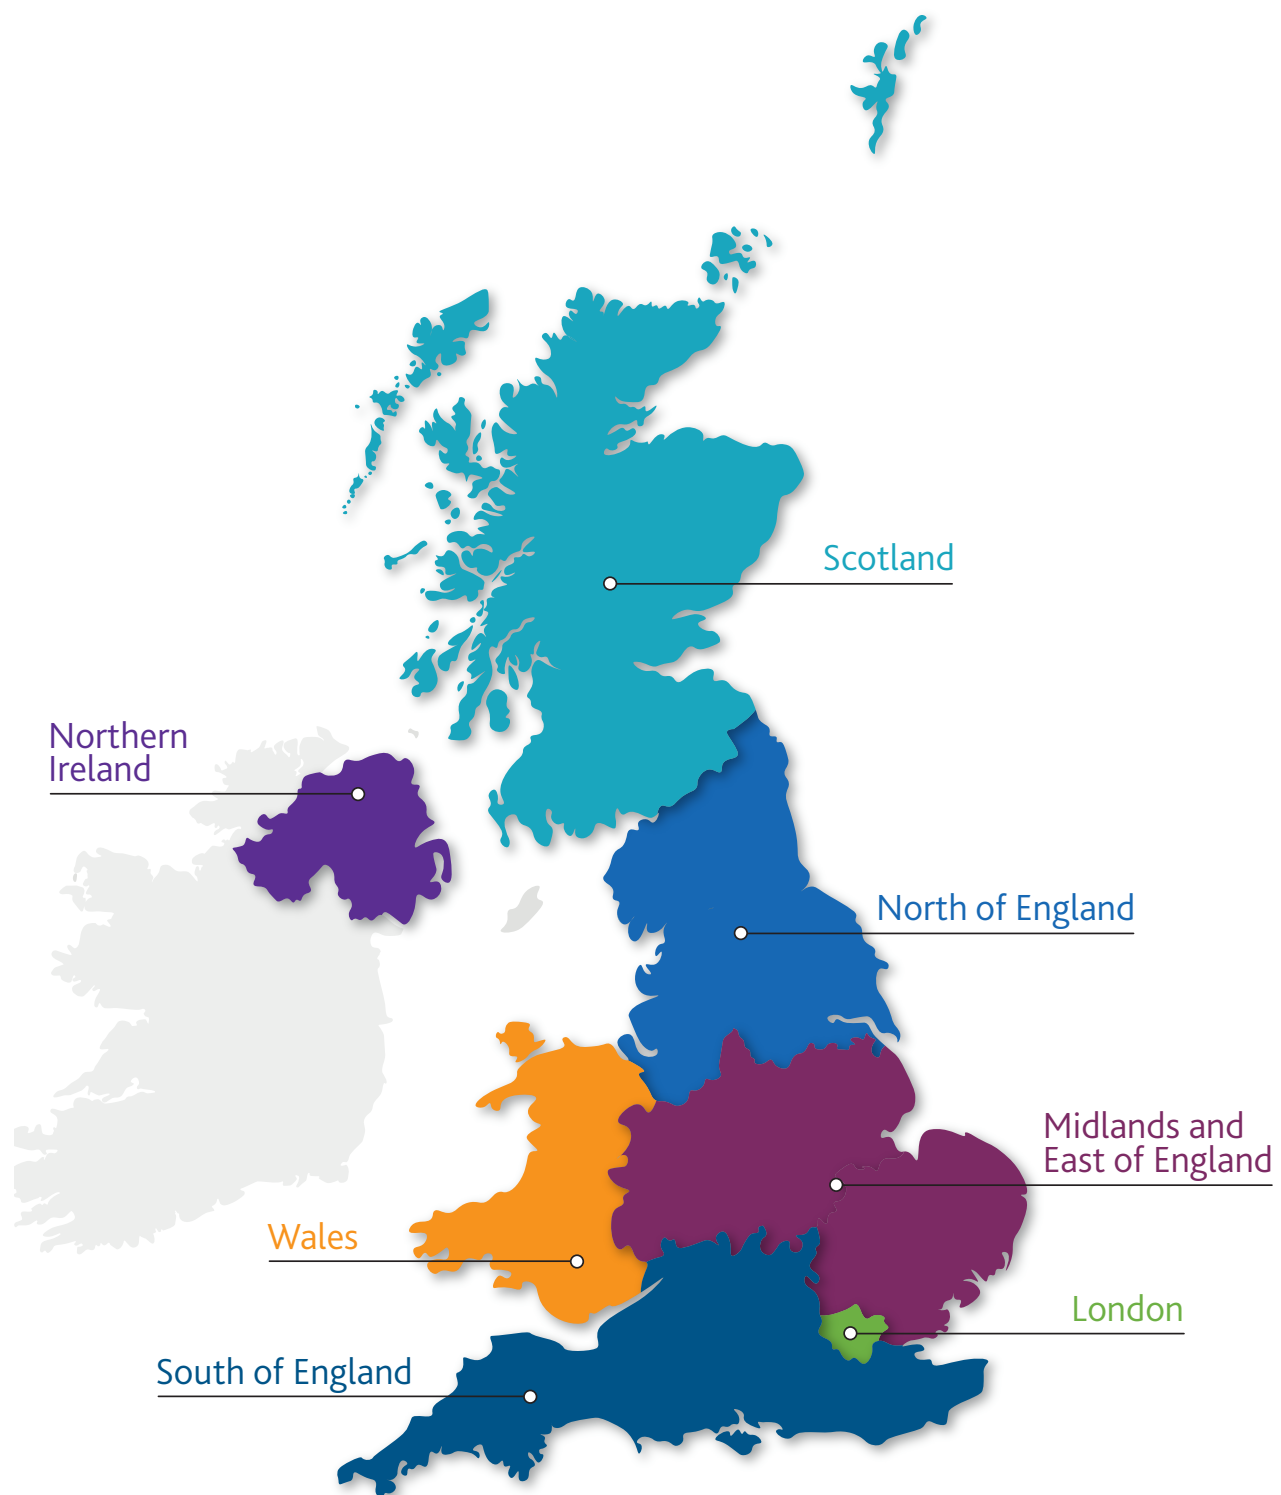 Scotland
Northern
Ireland
North of England
Midlands and
East of England
Wales
London
South of England